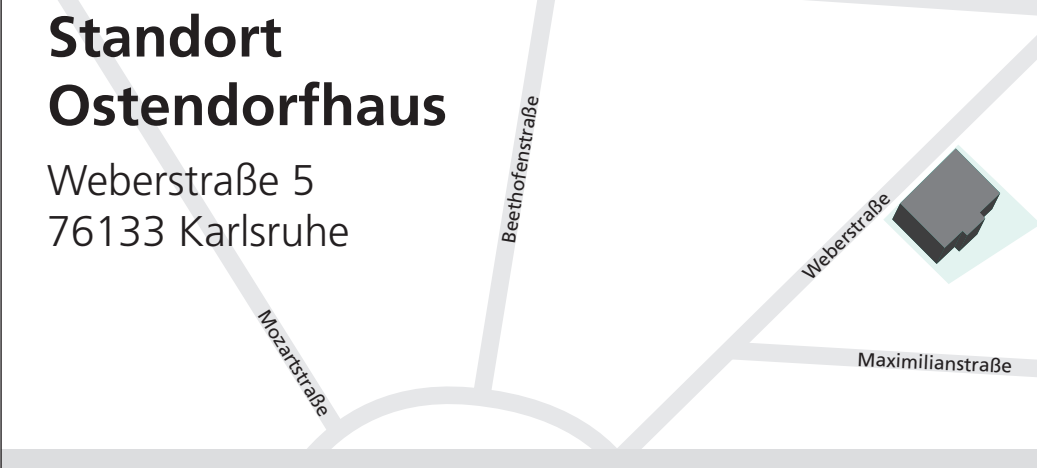 Standort
Ostendorfhaus
Weberstraße 5
76133 Karlsruhe
Beethofenstraße
Weberstraße
Mozartstraße
Maximilianstraße